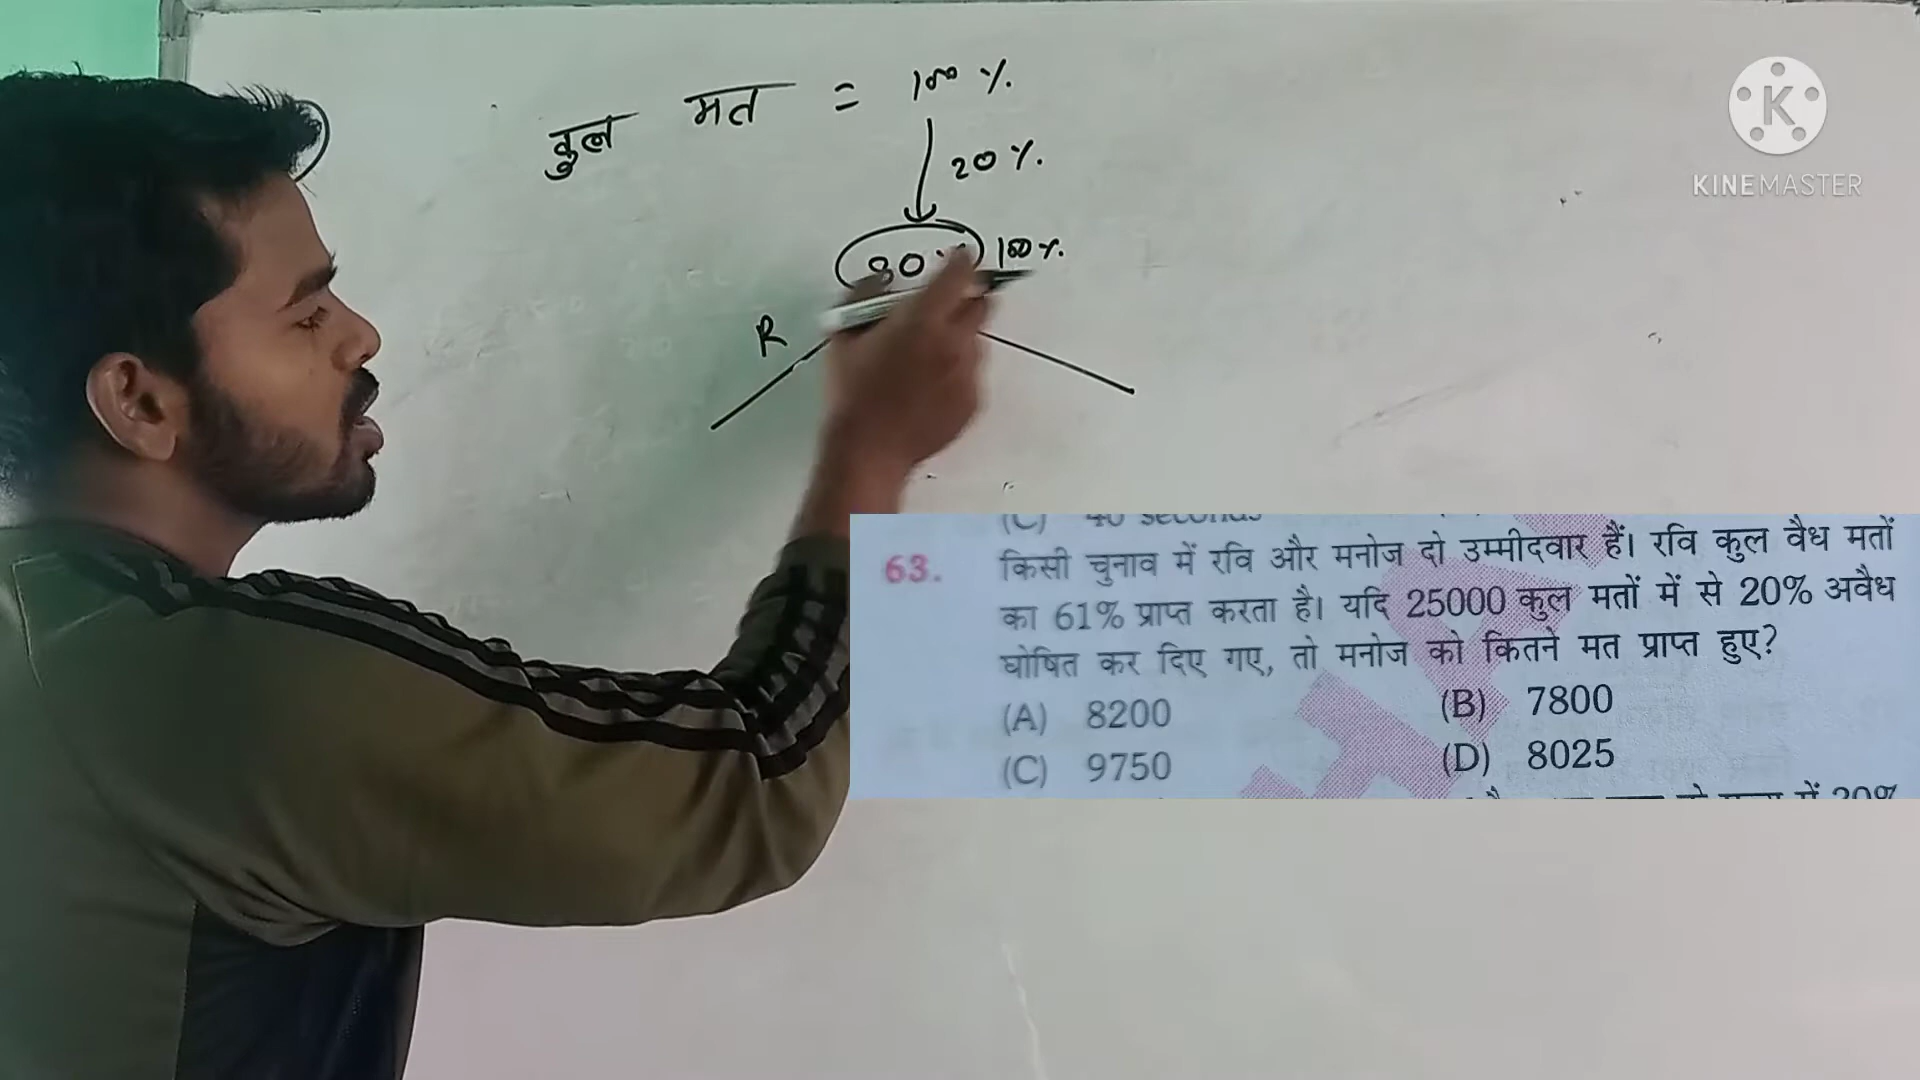 कुल मत = 100 %.
20 %.
80 % 100 %.
R
KINEMASTER
63. किसी चुनाव में रवि और मनोज दो उम्मीदवार हैं। रवि कुल वैध मतों
का 61% प्राप्त करता है। यदि 25000 कुल मतों में से 20% अवैध
घोषित कर दिए गए, तो मनोज को कितने मत प्राप्त हुए?
(A) 8200 (B) 7800
(C) 9750 (D) 8025